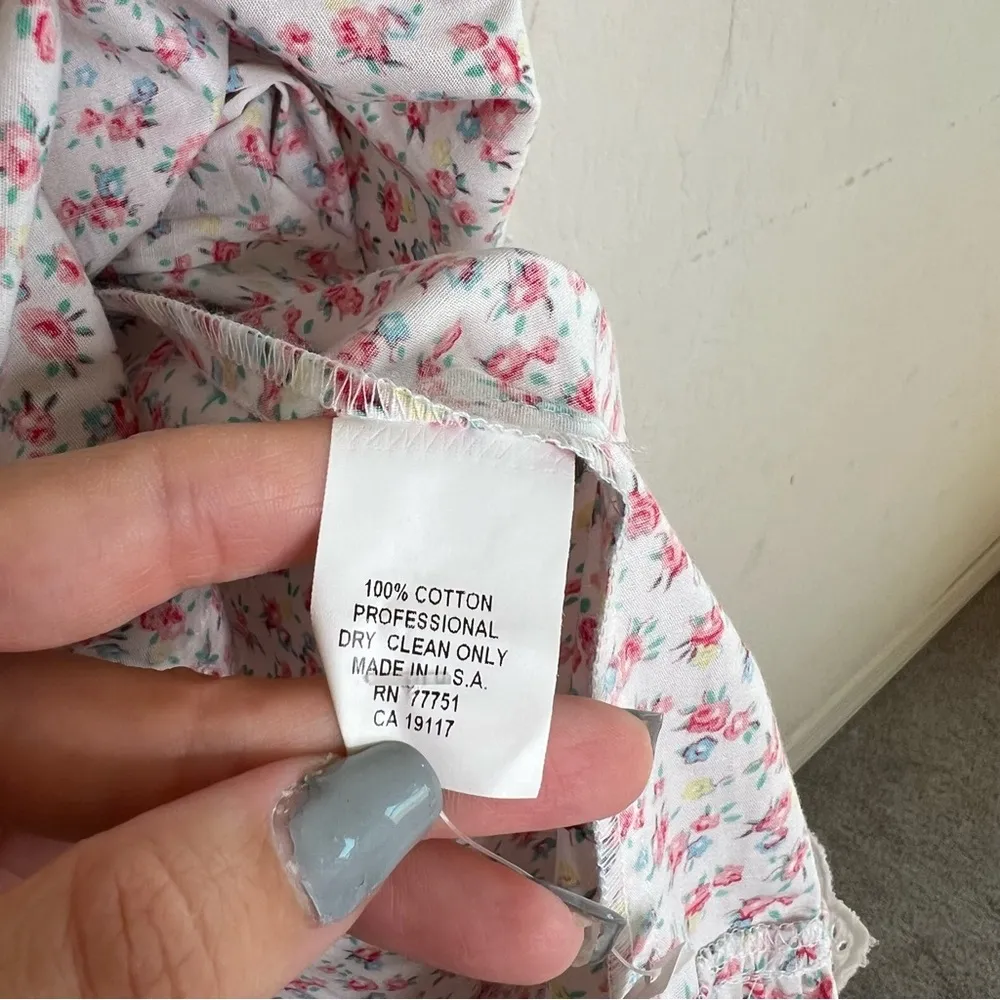 100% COTTON
PROFESSIONAL
DRY CLEAN ONLY
MADE IN U.S.A.
RN 77751
CA 19117